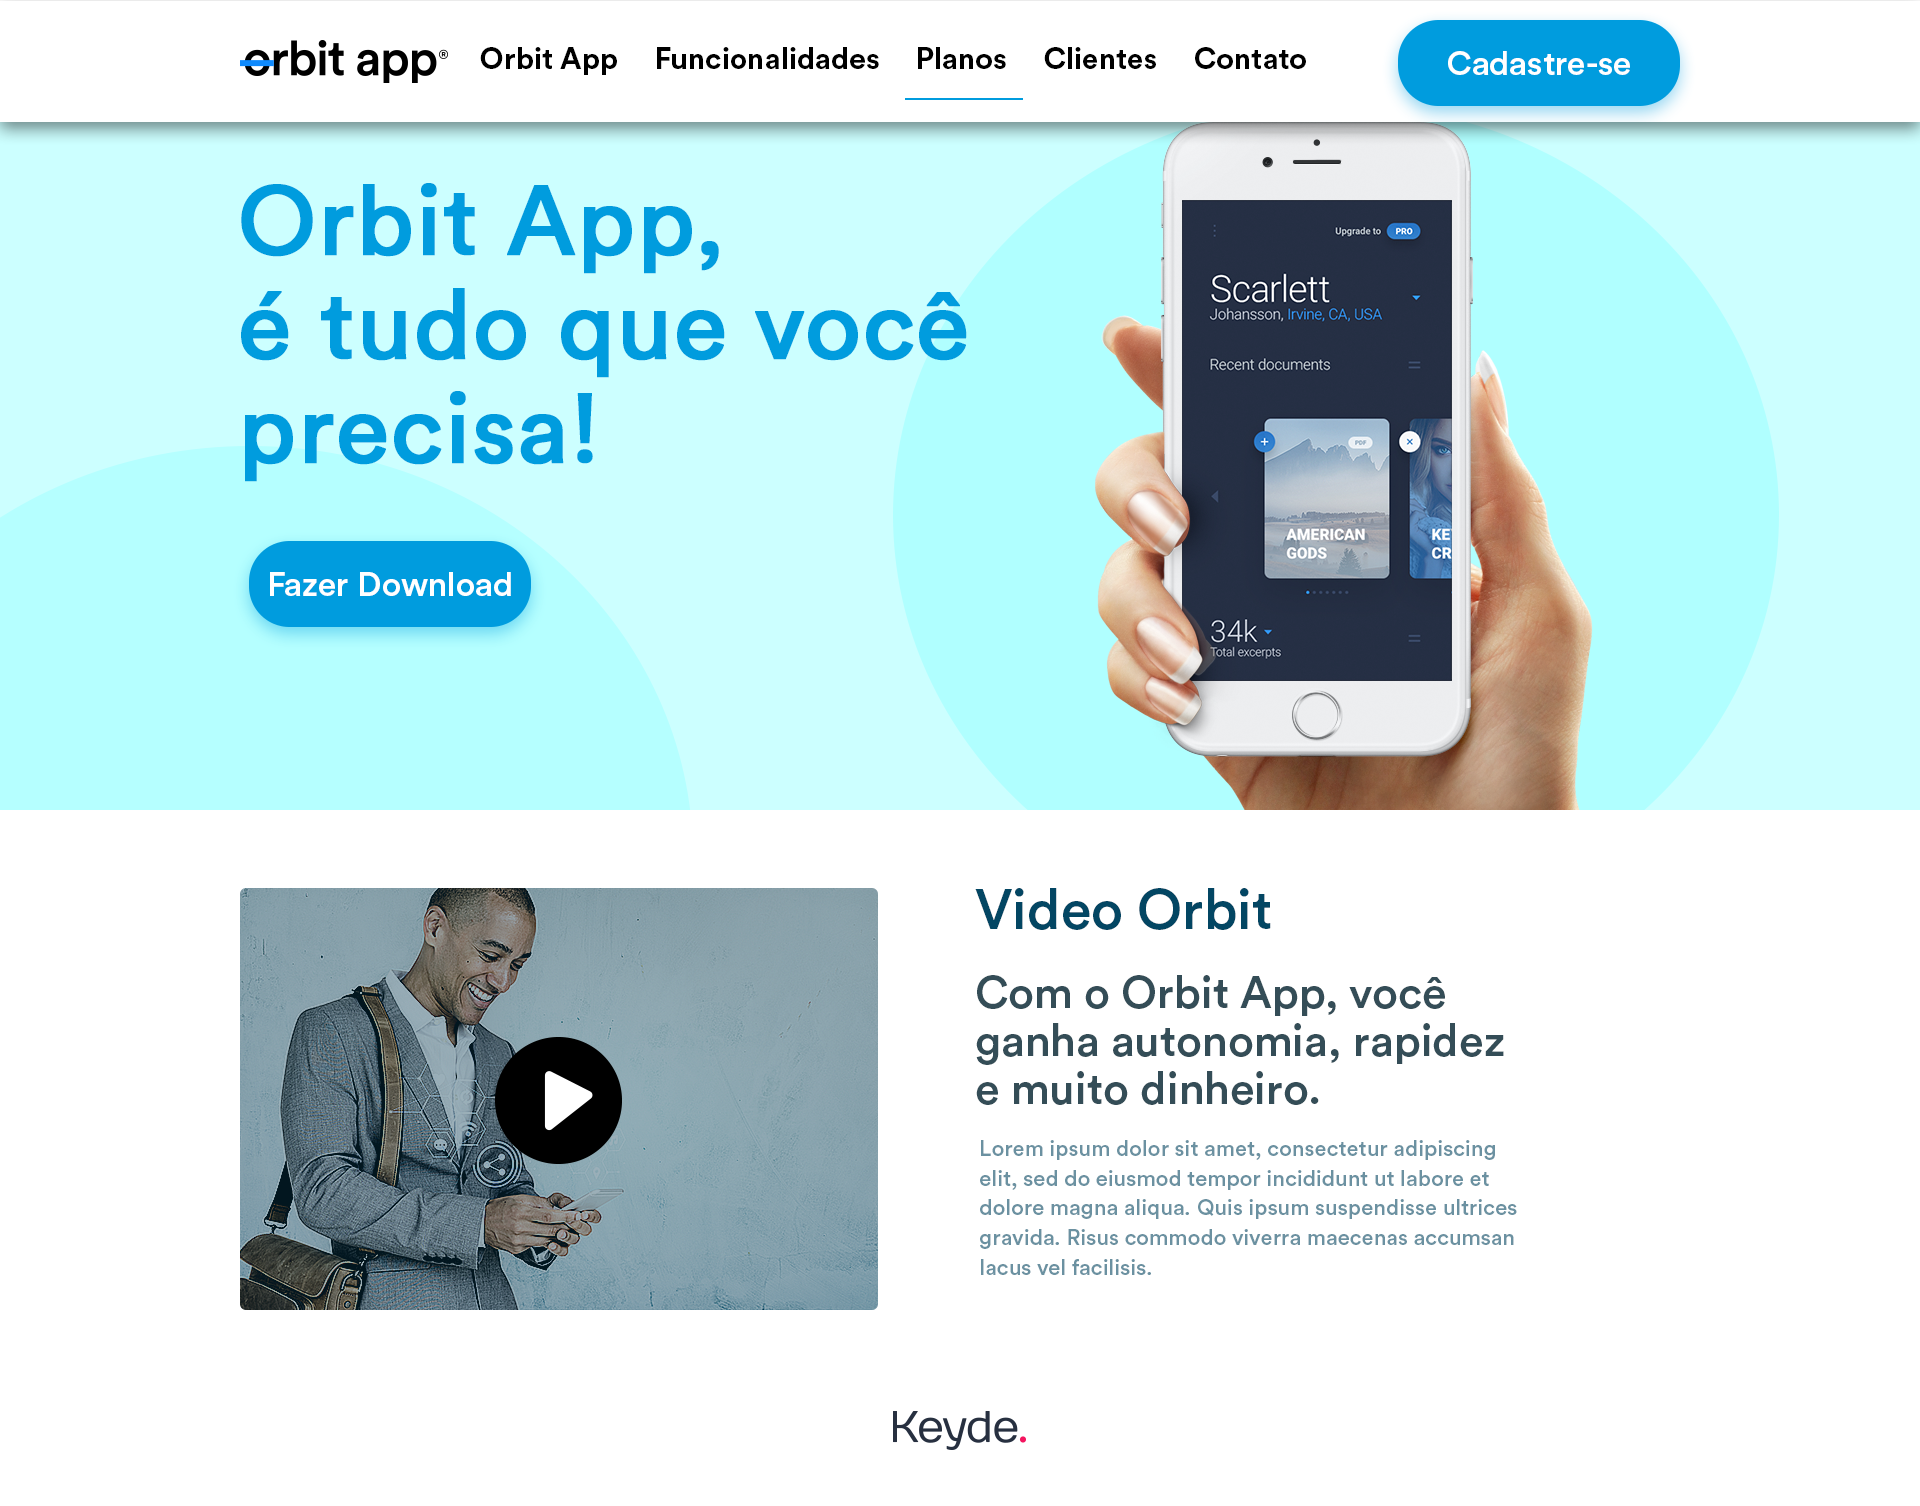 orbit app®
Orbit App
Funcionalidades
Planos
Clientes
Contato
Cadastre-se
Orbit App,
é tudo que você
precisa!
Fazer Download
Upgrade to PRO
Scarlett
Johansson, Irvine, CA, USA
Recent documents
PDF
AMERICAN
GODS
KE
CR
34k
Total excerpts
Video Orbit
Com o Orbit App, você
ganha autonomia, rapidez
e muito dinheiro.
Lorem ipsum dolor sit amet, consectetur adipiscing
elit, sed do eiusmod tempor incididunt ut labore et
dolore magna aliqua. Quis ipsum suspendisse ultrices
gravida. Risus commodo viverra maecenas accumsan
lacus vel facilisis.
Keyde.